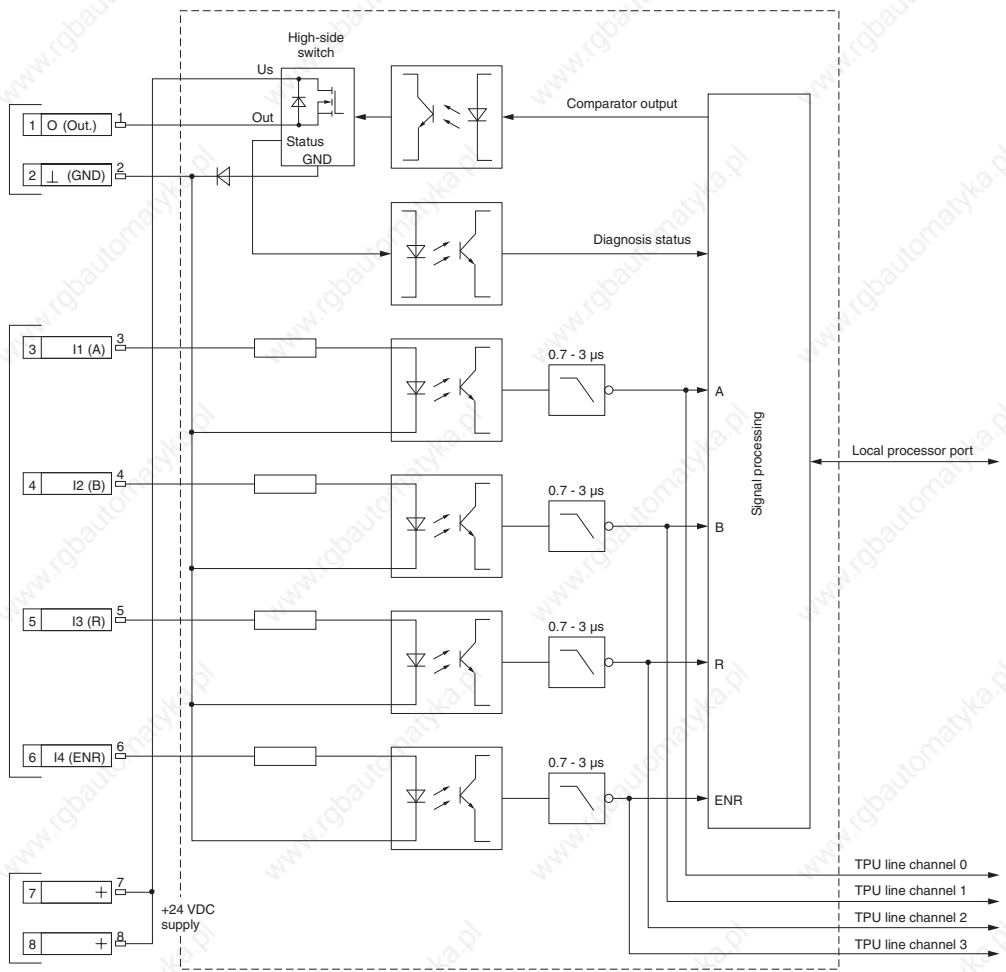 High-side
switch
Us
Out
Status
GND
Comparator output
Diagnosis status
1 O (Out.) 1
2 ⊥ (GND) 2
3 I1 (A) 3
0.7 - 3 µs
A
4 I2 (B) 4
0.7 - 3 µs
B
5 I3 (R) 5
0.7 - 3 µs
R
6 I4 (ENR) 6
0.7 - 3 µs
ENR
Signal processing
Local processor port
7 + 7
8 + 8
+24 VDC
supply
TPU line channel 0
TPU line channel 1
TPU line channel 2
TPU line channel 3
www.rgbautomatyka.pl